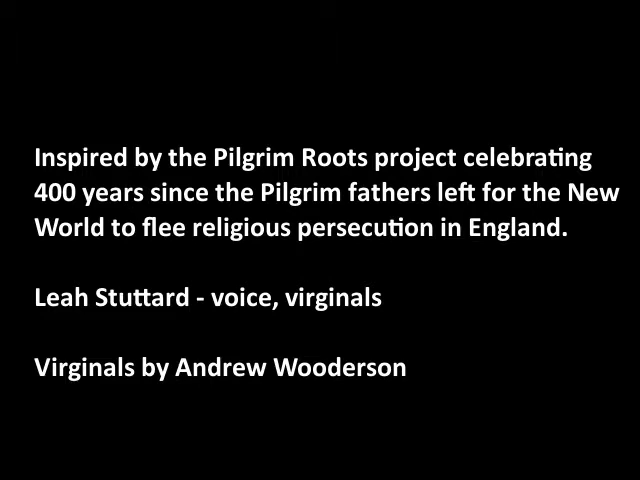 Inspired by the Pilgrim Roots project celebrating
400 years since the Pilgrim fathers left for the New
World to flee religious persecution in England.
Leah Stuttard - voice, virginals
Virginals by Andrew Wooderson